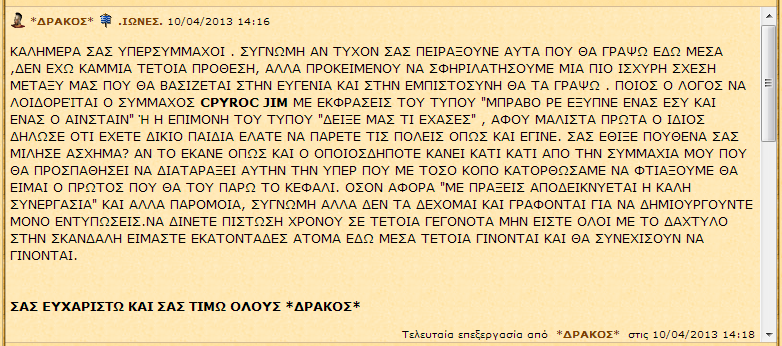 *ΔΡΑΚΟΣ* .ΙΩΝΕΣ. 10/04/2013 14:16
ΚΑΛΗΜΕΡΑ ΣΑΣ ΥΠΕΡΣΥΜΜΑΧΟΙ . ΣΥΓΝΩΜΗ ΑΝ ΤΥΧΟΝ ΣΑΣ ΠΕΙΡΑΞΟΥΝΕ ΑΥΤΑ ΠΟΥ ΘΑ ΓΡΑΨΩ ΕΔΩ ΜΕΣΑ
,ΔΕΝ ΕΧΩ ΚΑΜΜΙΑ ΤΕΤΟΙΑ ΠΡΟΘΕΣΗ, ΑΛΛΑ ΠΡΟΚΕΙΜΕΝΟΥ ΝΑ ΣΦΗΡΙΛΑΤΗΣΟΥΜΕ ΜΙΑ ΠΙΟ ΙΣΧΥΡΗ ΣΧΕΣΗ
ΜΕΤΑΞΥ ΜΑΣ ΠΟΥ ΘΑ ΒΑΣΙΖΕΤΑΙ ΣΤΗΝ ΕΥΓΕΝΙΑ ΚΑΙ ΣΤΗΝ ΕΜΠΙΣΤΟΣΥΝΗ ΘΑ ΤΑ ΓΡΑΨΩ . ΠΟΙΟΣ Ο ΛΟΓΟΣ ΝΑ
ΛΟΙΔΟΡΕΊΤΑΙ Ο ΣΥΜΜΑΧΟΣ CPYROC JIM ΜΕ ΕΚΦΡΑΣΕΙΣ ΤΟΥ ΤΥΠΟΥ "ΜΠΡΑΒΟ ΡΕ ΕΞΥΠΝΕ ΕΝΑΣ ΕΣΥ ΚΑΙ
ΕΝΑΣ Ο ΑΙΝΣΤΑΙΝ" Ή Η ΕΠΙΜΟΝΗ ΤΟΥ ΤΥΠΟΥ "ΔΕΙΞΕ ΜΑΣ ΤΙ ΕΧΑΣΕΣ" , ΑΦΟΥ ΜΑΛΙΣΤΑ ΠΡΩΤΑ Ο ΙΔΙΟΣ
ΔΗΛΩΣΕ ΟΤΙ ΕΧΕΤΕ ΔΙΚΙΟ ΠΑΙΔΙΑ ΕΛΑΤΕ ΝΑ ΠΑΡΕΤΕ ΤΙΣ ΠΟΛΕΙΣ ΟΠΩΣ ΚΑΙ ΕΓΙΝΕ. ΣΑΣ ΕΘΙΞΕ ΠΟΥΘΕΝΑ ΣΑΣ
ΜΙΛΗΣΕ ΑΣΧΗΜΑ? ΑΝ ΤΟ ΕΚΑΝΕ ΟΠΩΣ ΚΑΙ Ο ΟΠΟΙΟΣΔΗΠΟΤΕ ΚΑΝΕΙ ΚΑΤΙ ΚΑΤΙ ΑΠΟ ΤΗΝ ΣΥΜΜΑΧΙΑ ΜΟΥ ΠΟΥ
ΘΑ ΠΡΟΣΠΑΘΗΣΕΙ ΝΑ ΔΙΑΤΑΡΑΞΕΙ ΑΥΤΗΝ ΤΗΝ ΥΠΕΡ ΠΟΥ ΜΕ ΤΟΣΟ ΚΟΠΟ ΚΑΤΟΡΘΩΣΑΜΕ ΝΑ ΦΤΙΑΞΟΥΜΕ ΘΑ
ΕΙΜΑΙ Ο ΠΡΩΤΟΣ ΠΟΥ ΘΑ ΤΟΥ ΠΑΡΩ ΤΟ ΚΕΦΑΛΙ. ΟΣΟΝ ΑΦΟΡΑ "ΜΕ ΠΡΑΞΕΙΣ ΑΠΟΔΕΙΚΝΥΕΤΑΙ Η ΚΑΛΗ
ΣΥΝΕΡΓΑΣΙΑ" ΚΑΙ ΑΛΛΑ ΠΑΡΟΜΟΙΑ, ΣΥΓΝΩΜΗ ΑΛΛΑ ΔΕΝ ΤΑ ΔΕΧΟΜΑΙ ΚΑΙ ΓΡΑΦΟΝΤΑΙ ΓΙΑ ΝΑ ΔΗΜΙΟΥΡΓΟΥΝΤΕ
ΜΟΝΟ ΕΝΤΥΠΩΣΕΙΣ.ΝΑ ΔΙΝΕΤΕ ΠΙΣΤΩΣΗ ΧΡΟΝΟΥ ΣΕ ΤΕΤΟΙΑ ΓΕΓΟΝΟΤΑ ΜΗΝ ΕΙΣΤΕ ΟΛΟΙ ΜΕ ΤΟ ΔΑΧΤΥΛΟ
ΣΤΗΝ ΣΚΑΝΔΑΛΗ ΕΙΜΑΣΤΕ ΕΚΑΤΟΝΤΑΔΕΣ ΑΤΟΜΑ ΕΔΩ ΜΕΣΑ ΤΕΤΟΙΑ ΓΙΝΟΝΤΑΙ ΚΑΙ ΘΑ ΣΥΝΕΧΙΣΟΥΝ ΝΑ
ΓΙΝΟΝΤΑΙ.
ΣΑΣ ΕΥΧΑΡΙΣΤΩ ΚΑΙ ΣΑΣ ΤΙΜΩ ΟΛΟΥΣ *ΔΡΑΚΟΣ*
Τελευταία επεξεργασία από *ΔΡΑΚΟΣ* στις 10/04/2013 14:18